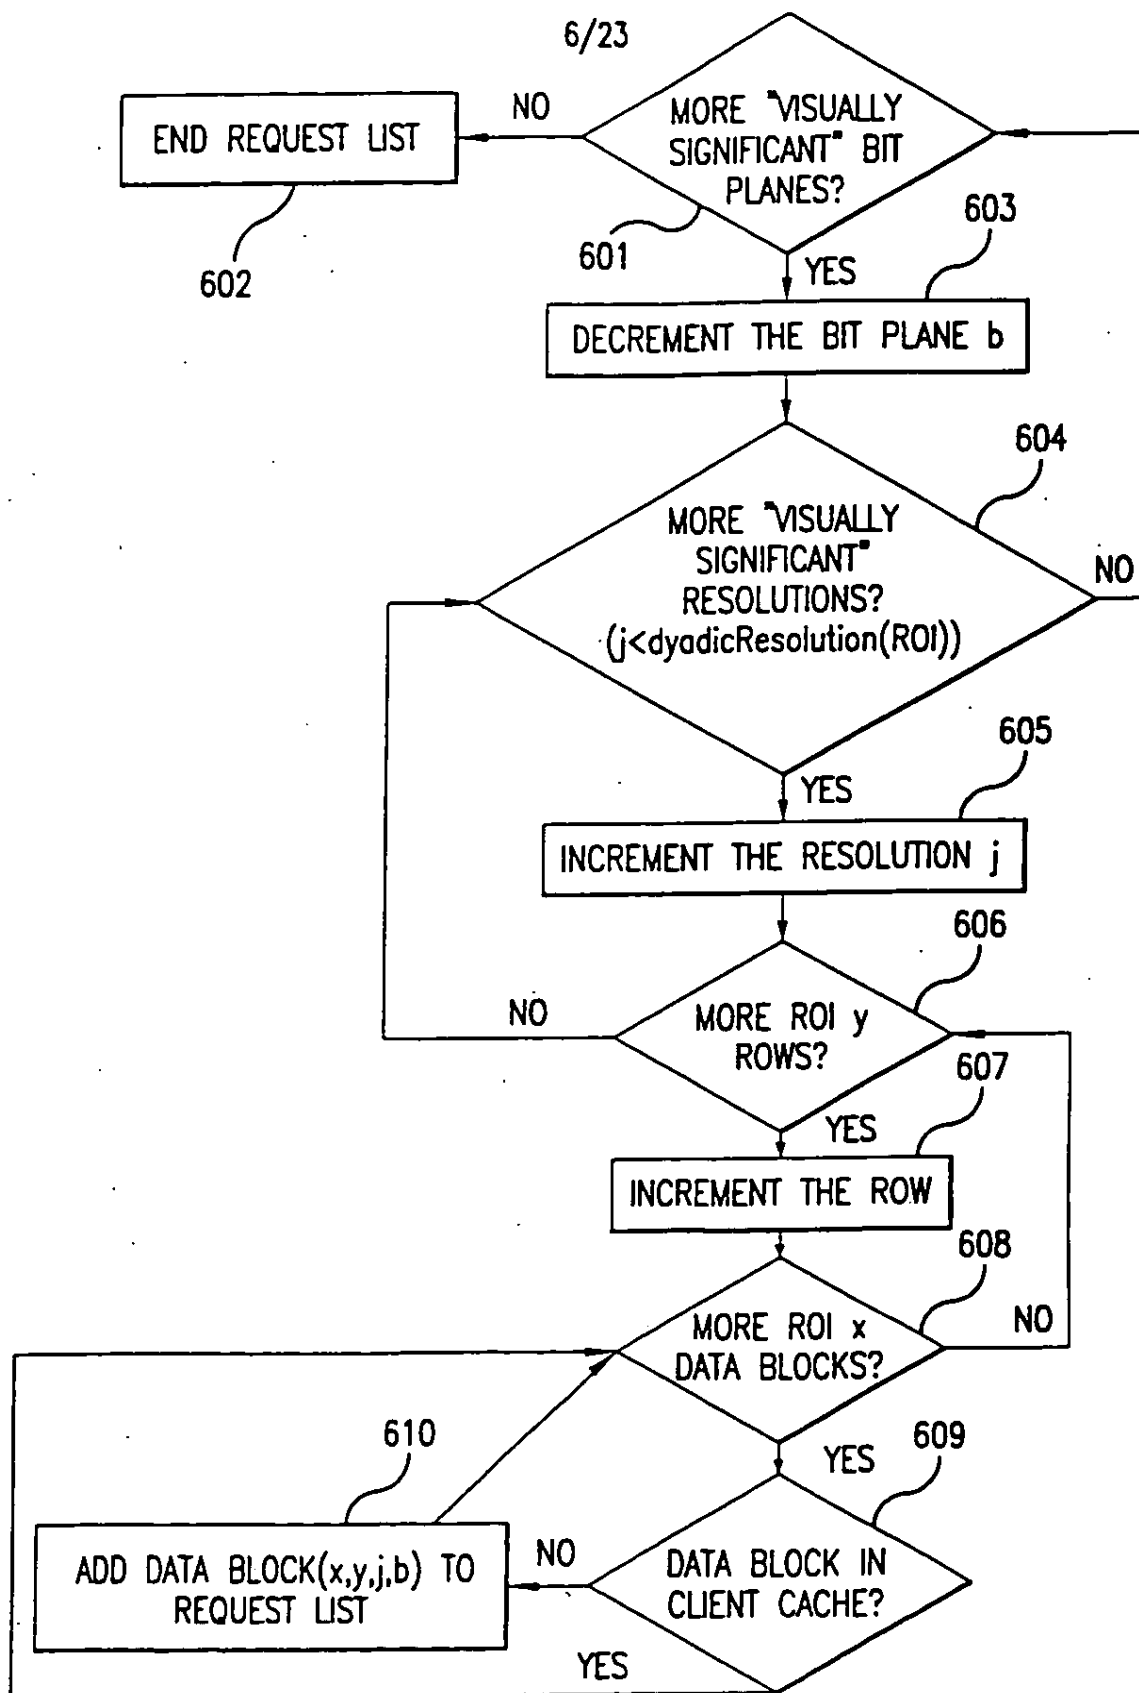 6/23
MORE "VISUALLY
SIGNIFICANT" BIT
PLANES?
NO
END REQUEST LIST
601
602
YES
603
DECREMENT THE BIT PLANE b
604
MORE "VISUALLY
SIGNIFICANT"
RESOLUTIONS?
(j<dyadicResolution(ROI))
NO
YES
605
INCREMENT THE RESOLUTION j
606
MORE ROI y
ROWS?
NO
YES
607
INCREMENT THE ROW
608
MORE ROI x
DATA BLOCKS?
NO
YES
609
DATA BLOCK IN
CLIENT CACHE?
NO
610
ADD DATA BLOCK(x,y,j,b) TO
REQUEST LIST
YES